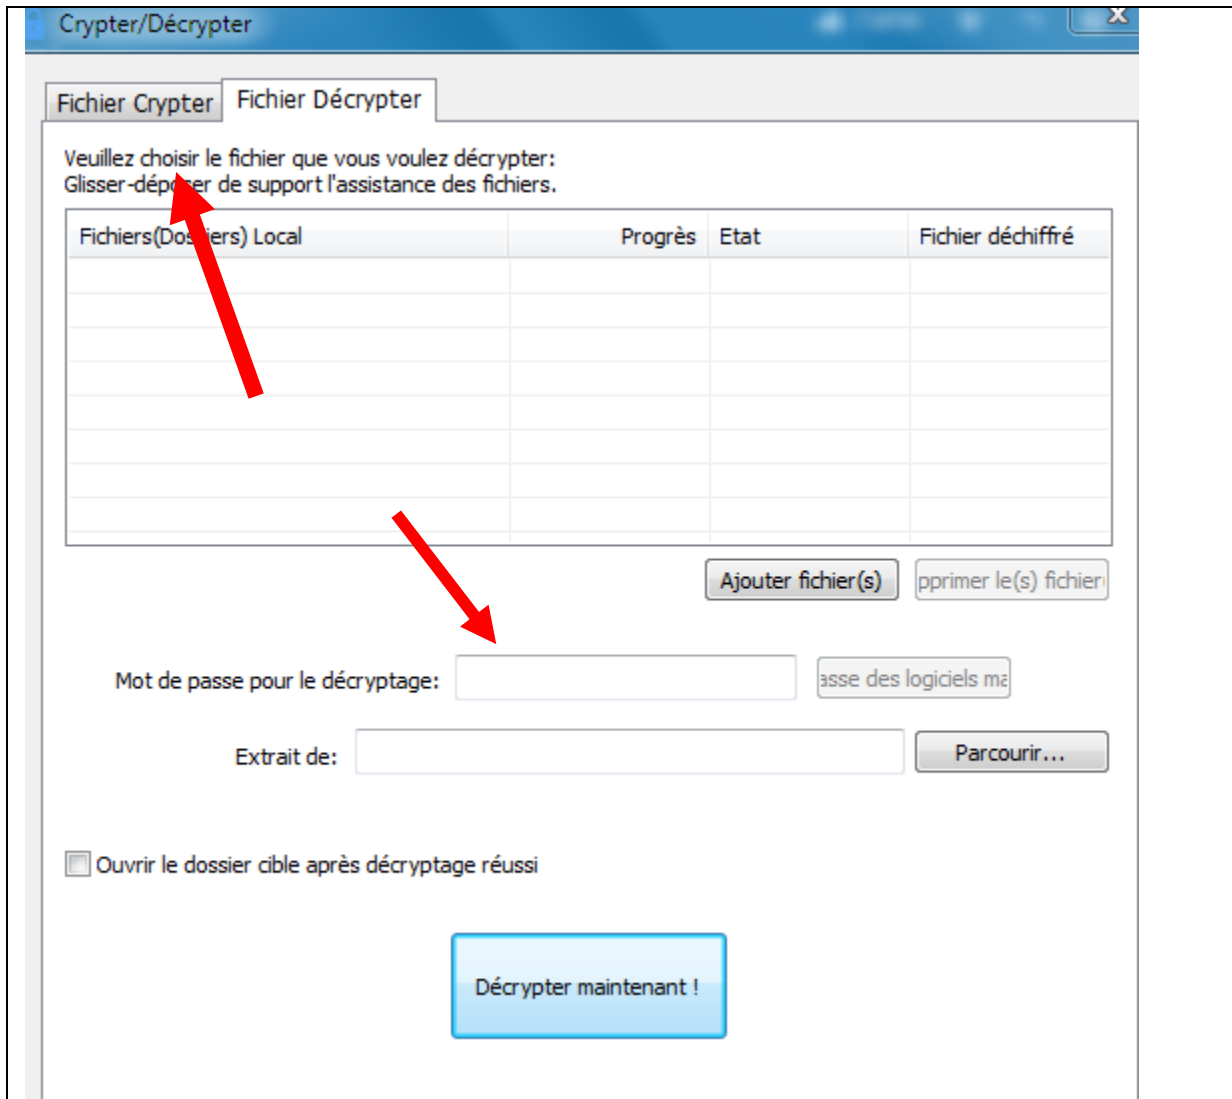 Crypter/Décrypter
Fichier Crypter
Fichier Décrypter
Veuillez choisir le fichier que vous voulez décrypter:
Glisser-déposer de support l'assistance des fichiers.
Fichiers(Dossiers) Local Progrès Etat Fichier déchiffré
Ajouter fichier(s) pprimer le(s) fichier(
Mot de passe pour le décryptage: asse des logiciels ma
Extrait de: Parcourir...
Ouvrir le dossier cible après décryptage réussi
Décrypter maintenant !